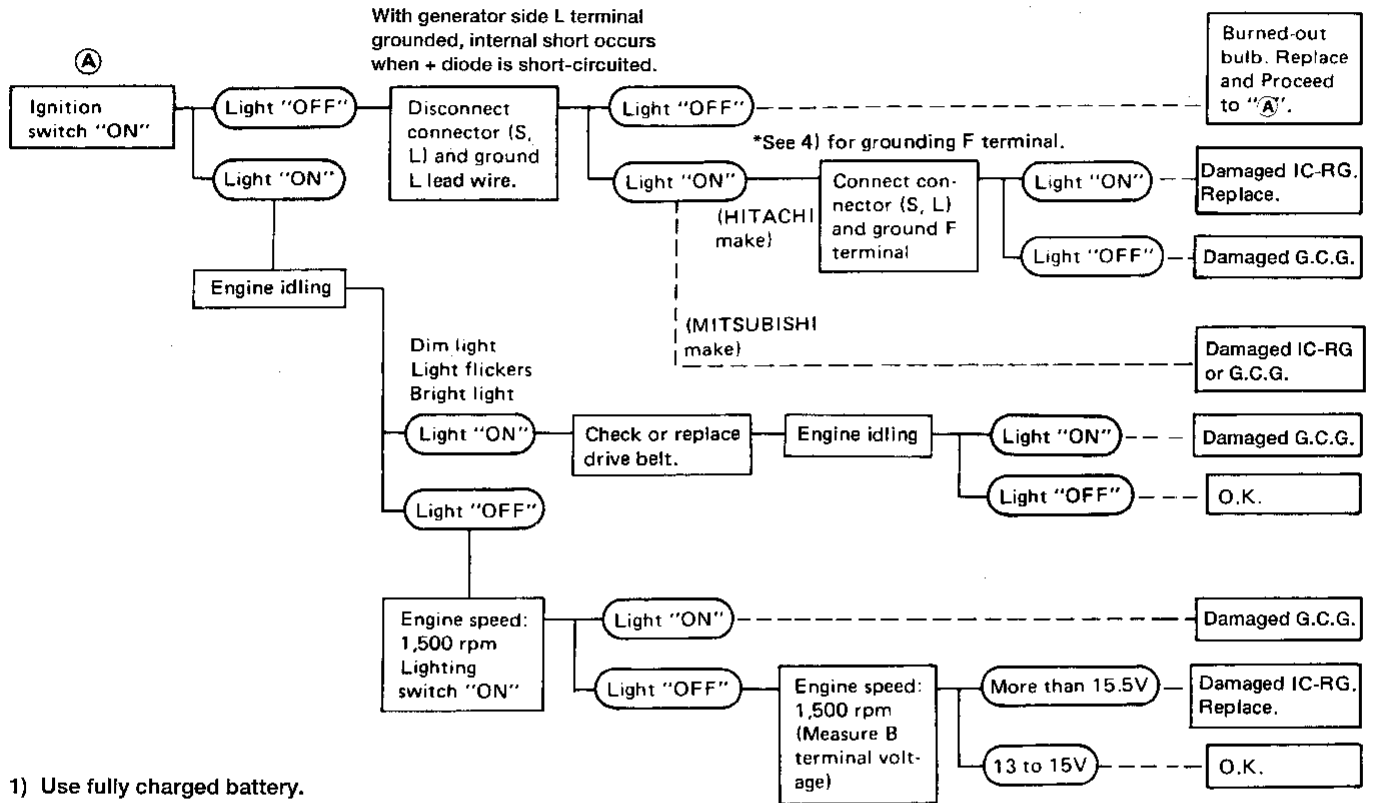 With generator side L terminal
grounded, internal short occurs
when + diode is short-circuited.
Ⓐ
Ignition
switch "ON"
Light "OFF"
Disconnect
connector (S,
L) and ground
L lead wire.
Light "OFF"
Burned-out
bulb. Replace
and Proceed
to "Ⓐ".
Light "ON"
*See 4) for grounding F terminal.
Light "ON"
(HITACHI
make)
Connect con-
nector (S, L)
and ground F
terminal
Light "ON"
Damaged IC-RG.
Replace.
Light "OFF"
Damaged G.C.G.
(MITSUBISHI
make)
Damaged IC-RG
or G.C.G.
Engine idling
Dim light
Light flickers
Bright light
Light "ON"
Check or replace
drive belt.
Engine idling
Light "ON"
Damaged G.C.G.
Light "OFF"
O.K.
Light "OFF"
Engine speed:
1,500 rpm
Lighting
switch "ON"
Light "ON"
Damaged G.C.G.
Light "OFF"
Engine speed:
1,500 rpm
(Measure B
terminal volt-
age)
More than 15.5V
Damaged IC-RG.
Replace.
13 to 15V
O.K.
1) Use fully charged battery.